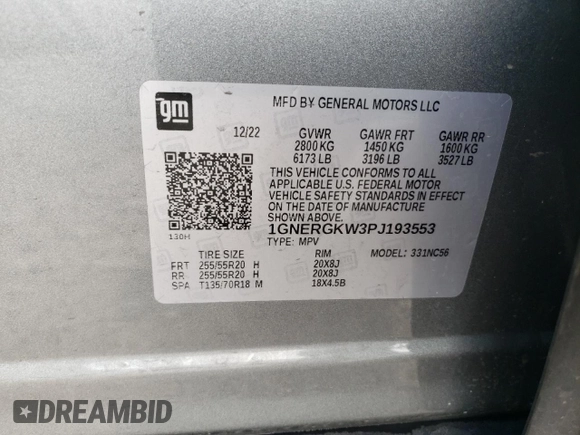 gm
MFD BY GENERAL MOTORS LLC
12/22 GVWR GAWR FRT GAWR RR
2800 KG 1450 KG 1600 KG
6173 LB 3196 LB 3527 LB
THIS VEHICLE CONFORMS TO ALL
APPLICABLE U.S. FEDERAL MOTOR
VEHICLE SAFETY STANDARDS IN EFFECT
ON THE DATE OF MANUFACTURE
SHOWN ABOVE.
130H
1GNERGKW3PJ193553
TYPE: MPV MODEL: 331NC56
TIRE SIZE RIM
FRT 255/55R20 H 20X8J
RR 255/55R20 H 20X8J
SPA T135/70R18 M 18X4.5B
DREAMBID